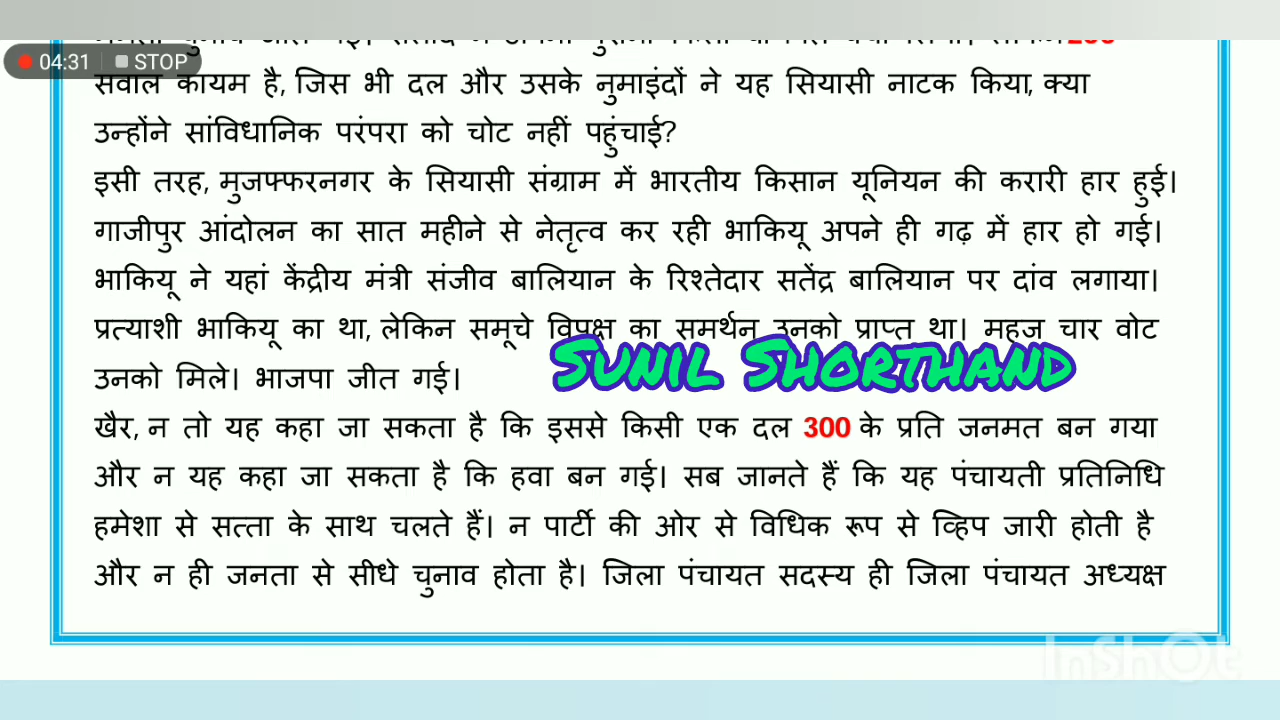 04:31 STOP
सवाल कायम है, जिस भी दल और उसके नुमाइंदों ने यह सियासी नाटक किया, क्या
उन्होंने सांविधानिक परंपरा को चोट नहीं पहुंचाई?
इसी तरह, मुजफ्फरनगर के सियासी संग्राम में भारतीय किसान यूनियन की करारी हार हुई।
गाजीपुर आंदोलन का सात महीने से नेतृत्व कर रही भाकियू अपने ही गढ़ में हार हो गई।
भाकियू ने यहां केंद्रीय मंत्री संजीव बालियान के रिश्तेदार सतेंद्र बालियान पर दांव लगाया।
प्रत्याशी भाकियू का था, लेकिन समूचे विपक्ष का समर्थन उनको प्राप्त था। महज चार वोट
उनको मिले। भाजपा जीत गई।
Sunil Shorthand
खैर, न तो यह कहा जा सकता है कि इससे किसी एक दल 300 के प्रति जनमत बन गया
और न यह कहा जा सकता है कि हवा बन गई। सब जानते हैं कि यह पंचायती प्रतिनिधि
हमेशा से सत्ता के साथ चलते हैं। न पार्टी की ओर से विधिक रूप से व्हिप जारी होती है
और न ही जनता से सीधे चुनाव होता है। जिला पंचायत सदस्य ही जिला पंचायत अध्यक्ष
InShOt